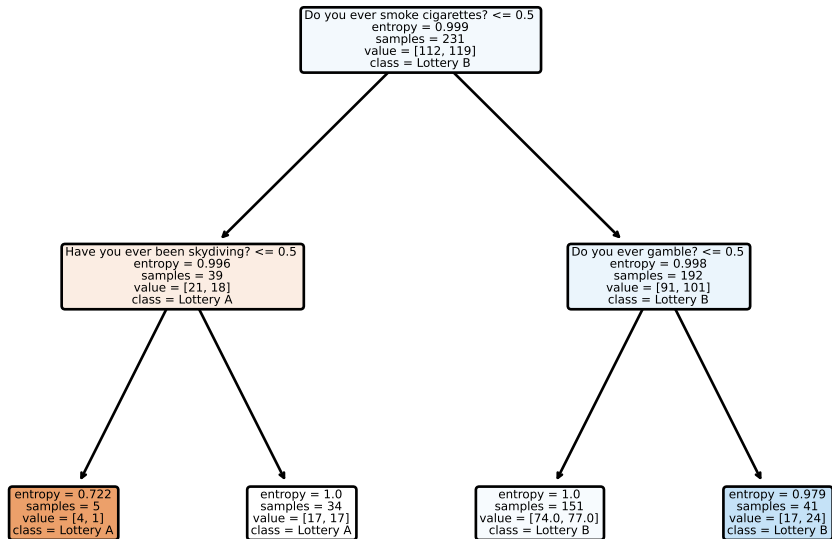 Do you ever smoke cigarettes? <= 0.5
entropy = 0.999
samples = 231
value = [112, 119]
class = Lottery B
Have you ever been skydiving? <= 0.5
entropy = 0.996
samples = 39
value = [21, 18]
class = Lottery A
Do you ever gamble? <= 0.5
entropy = 0.998
samples = 192
value = [91, 101]
class = Lottery B
entropy = 0.722
samples = 5
value = [4, 1]
class = Lottery A
entropy = 1.0
samples = 34
value = [17, 17]
class = Lottery A
entropy = 1.0
samples = 151
value = [74.0, 77.0]
class = Lottery B
entropy = 0.979
samples = 41
value = [17, 24]
class = Lottery B